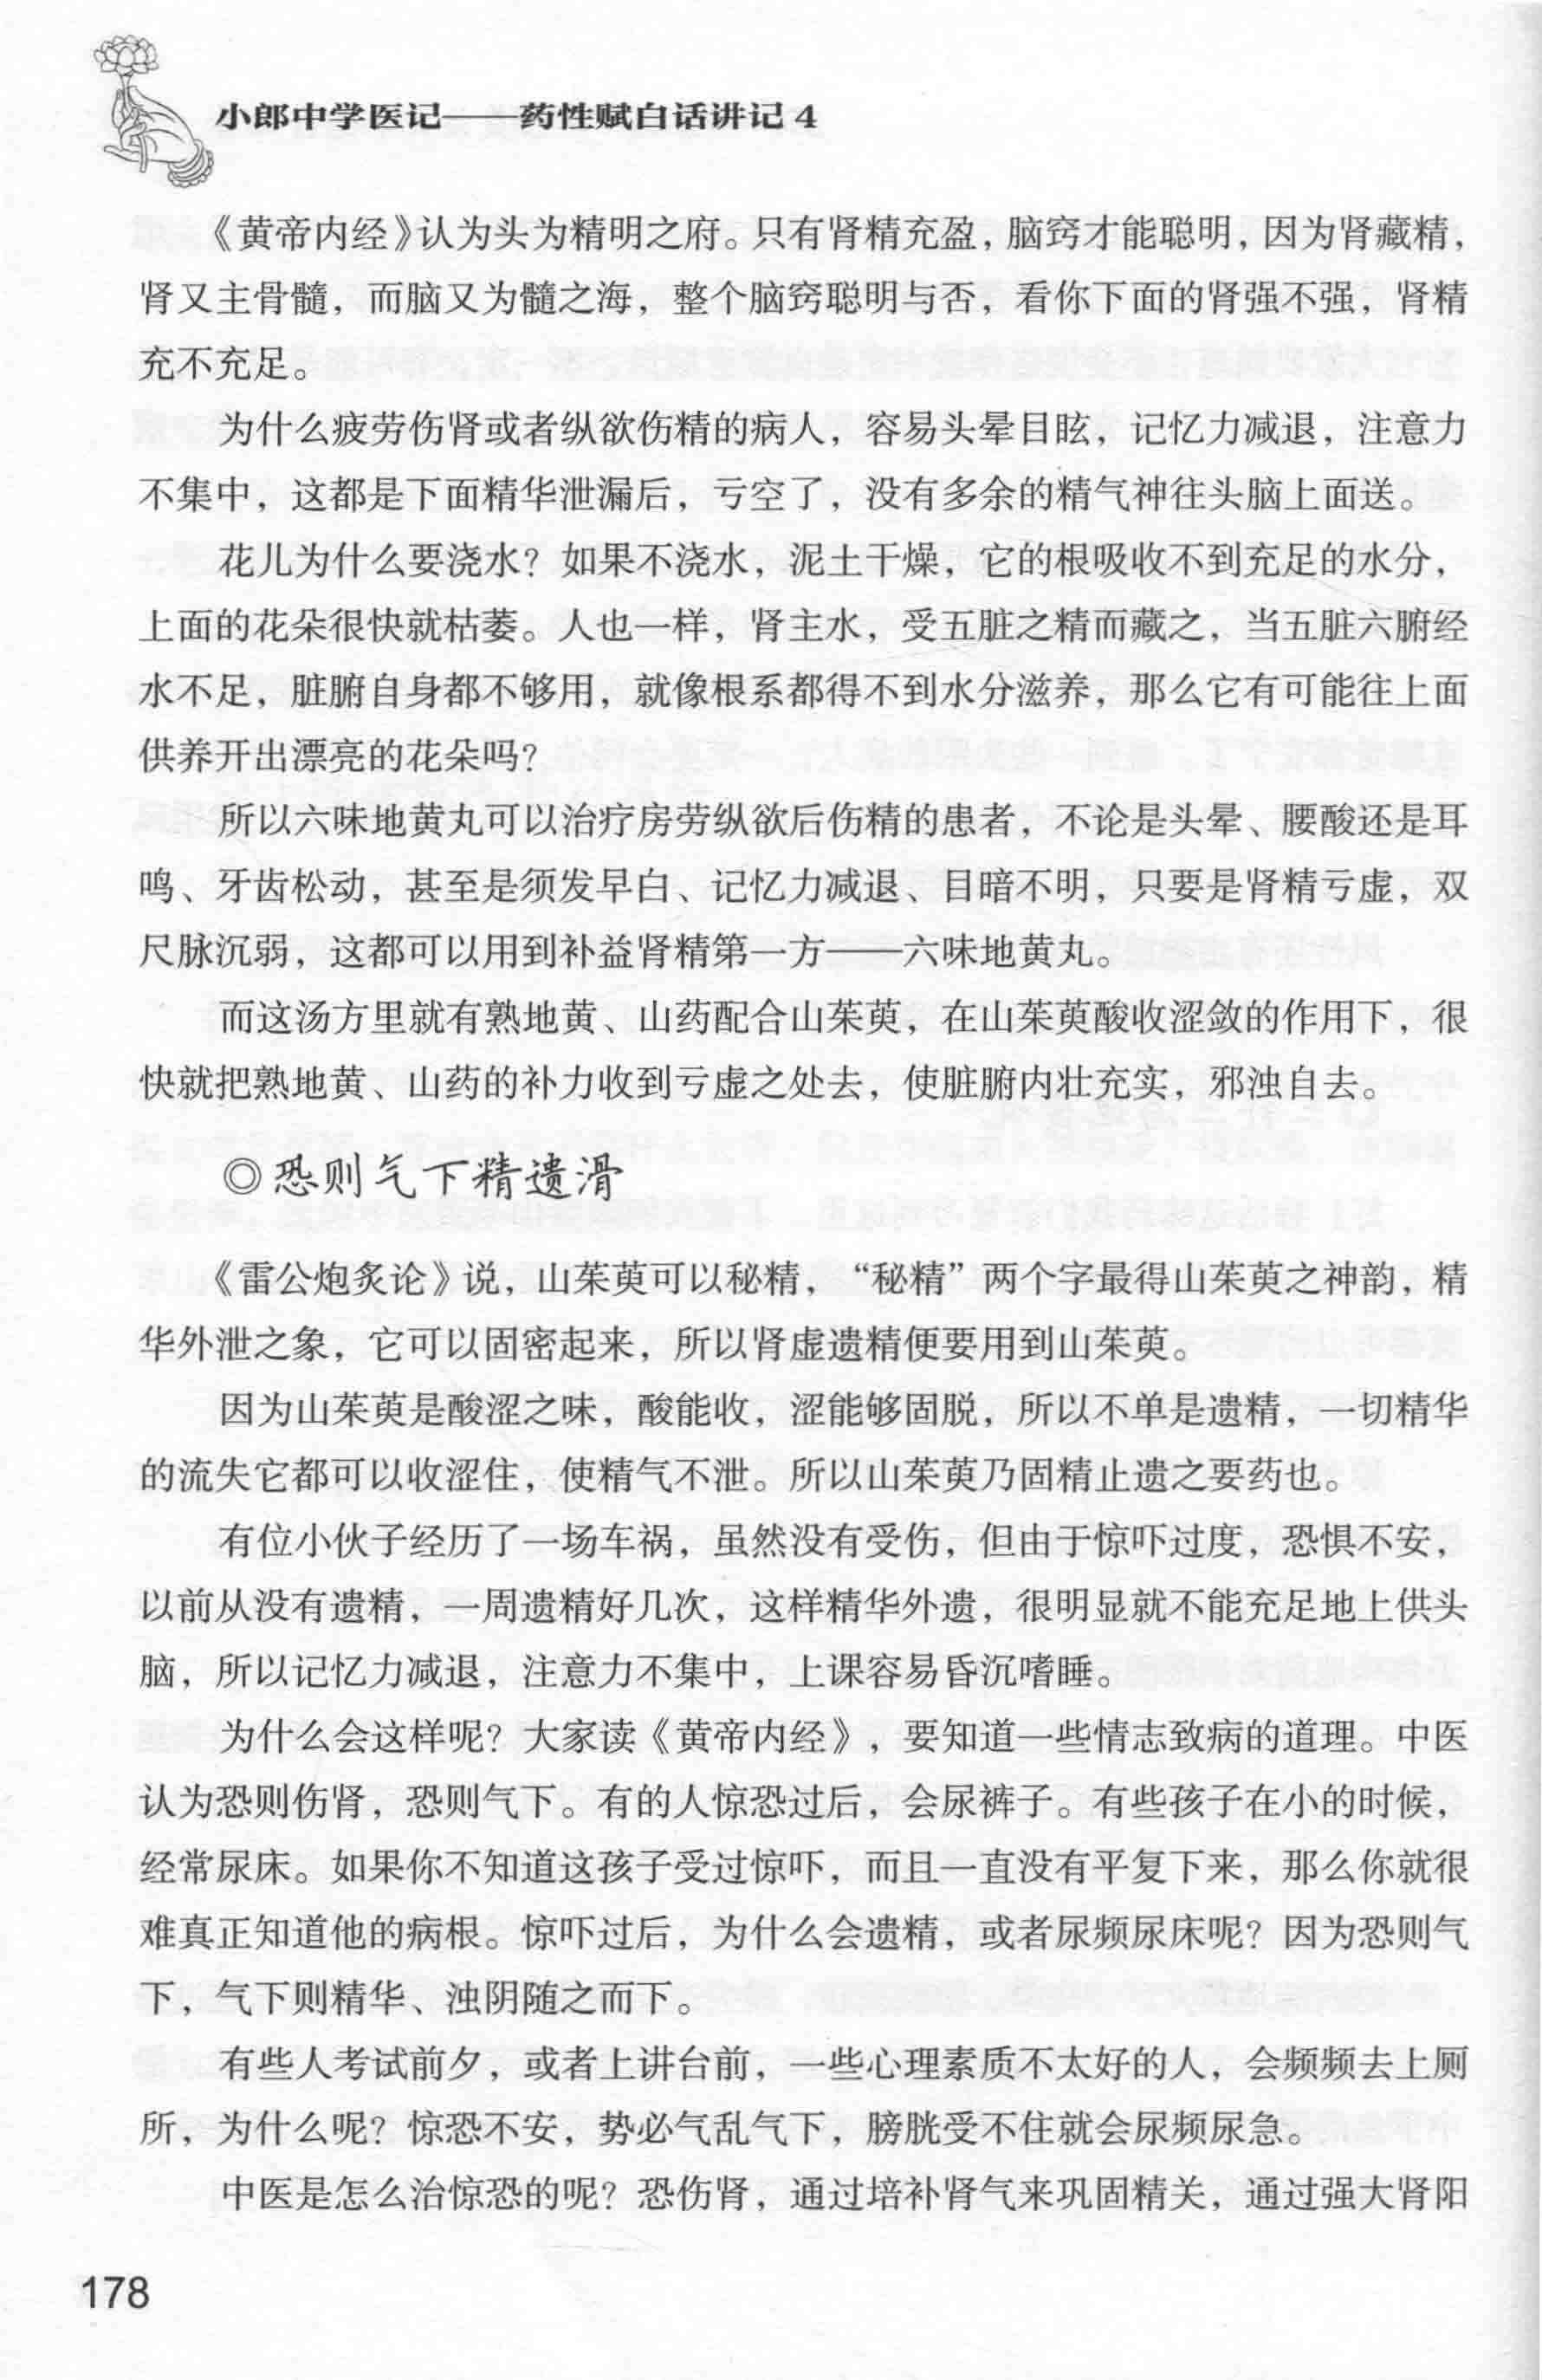 小郎中学医记——药性赋白话讲记4
《黄帝内经》认为头为精明之府。只有肾精充盈，脑窍才能聪明，因为肾藏精，
肾又主骨髓，而脑又为髓之海，整个脑窍聪明与否，看你下面的肾强不强，肾精
充不充足。
为什么疲劳伤肾或者纵欲伤精的病人，容易头晕目眩，记忆力减退，注意力
不集中，这都是下面精华泄漏后，亏空了，没有多余的精气神往头脑上面送。
花儿为什么要浇水？如果不浇水，泥土干燥，它的根吸收不到充足的水分，
上面的花朵很快就枯萎。人也一样，肾主水，受五脏之精而藏之，当五脏六腑经
水不足，脏腑自身都不够用，就像根系都得不到水分滋养，那么它有可能往上面
供养开出漂亮的花朵吗？
所以六味地黄丸可以治疗房劳纵欲后伤精的患者，不论是头晕、腰酸还是耳
鸣、牙齿松动，甚至是须发早白、记忆力减退、目暗不明，只要是肾精亏虚，双
尺脉沉弱，这都可以用到补益肾精第一方——六味地黄丸。
而这汤方里就有熟地黄、山药配合山茱萸，在山茱萸酸收涩敛的作用下，很
快就把熟地黄、山药的补力收到亏虚之处去，使脏腑内壮充实，邪浊自去。
◎恐则气下精遗滑
《雷公炮炙论》说，山茱萸可以秘精，“秘精”两个字最得山茱萸之神韵，精
华外泄之象，它可以固密起来，所以肾虚遗精便要用到山茱萸。
因为山茱萸是酸涩之味，酸能收，涩能够固脱，所以不单是遗精，一切精华
的流失它都可以收涩住，使精气不泄。所以山茱萸乃固精止遗之要药也。
有位小伙子经历了一场车祸，虽然没有受伤，但由于惊吓过度，恐惧不安，
以前从没有遗精，一周遗精好几次，这样精华外遗，很明显就不能充足地上供头
脑，所以记忆力减退，注意力不集中，上课容易昏沉嗜睡。
为什么会这样呢？大家读《黄帝内经》，要知道一些情志致病的道理。中医
认为恐则伤肾，恐则气下。有的人惊恐过后，会尿裤子。有些孩子在小的时候，
经常尿床。如果你不知道这孩子受过惊吓，而且一直没有平复下来，那么你就很
难真正知道他的病根。惊吓过后，为什么会遗精，或者尿频尿床呢？因为恐则气
下，气下则精华、浊阴随之而下。
有些人考试前夕，或者上讲台前，一些心理素质不太好的人，会频频去上厕
所，为什么呢？惊恐不安，势必气乱气下，膀胱受不住就会尿频尿急。
中医是怎么治惊恐的呢？恐伤肾，通过培补肾气来巩固精关，通过强大肾阳
178